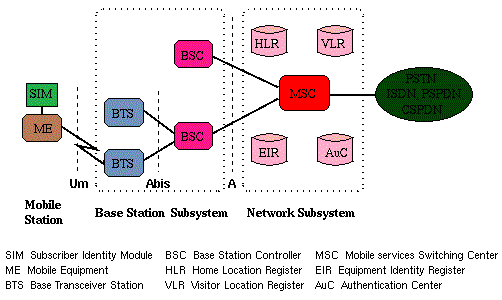 HLR VLR
BSC
PSTN
SIM MSC ISDN, PSPDN
CSPDN
BTS
ME BSC
BTS EIR AuC
Um Abis A
Mobile
Station Base Station Subsystem Network Subsystem
SIM Subscriber Identity Module BSC Base Station Controller MSC Mobile services Switching Center
ME Mobile Equipment HLR Home Location Register EIR Equipment Identity Register
BTS Base Transceiver Station VLR Visitor Location Register AuC Authentication Center